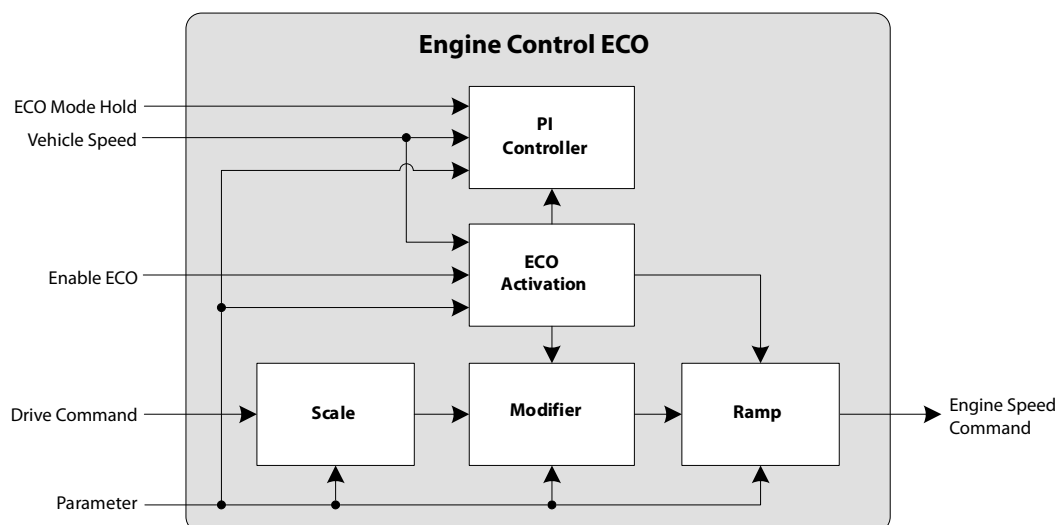 Engine Control ECO
ECO Mode Hold
Vehicle Speed
PI
Controller
Enable ECO
ECO
Activation
Drive Command
Scale
Modifier
Ramp
Engine Speed
Command
Parameter